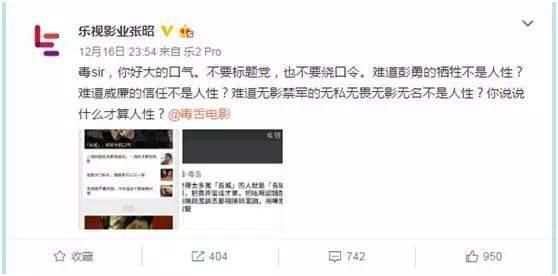 乐视影业张昭
12月16日 23:54 来自 乐2 Pro
毒sir，你好大的口气。不要标题党，也不要绕口令。难道彭勇的牺牲不是人性？
难道威廉的信任不是人性？难道无影禁军的无私无畏无影无名不是人性？你说说
什么才算人性？@毒舌电影
收藏
404
742
950